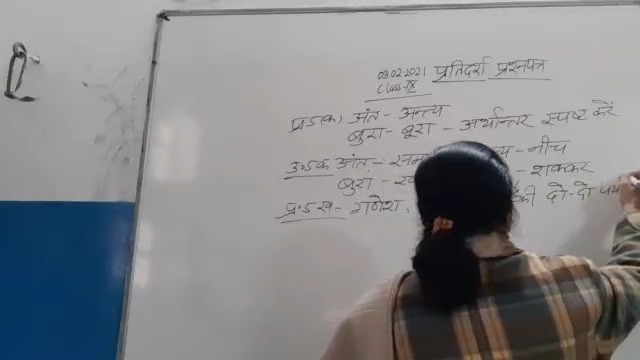 03.02.2021 प्रतिदर्श प्रश्नपत्र
Class-IX
प्र.5 क) अंत - अन्त्य
बुरा - बूरा - अर्थान्तर स्पष्ट करें
उ.5क अंत - - नीच
बुरा - - शक्कर
प्र.5 ख - गणेश, की दो-दो